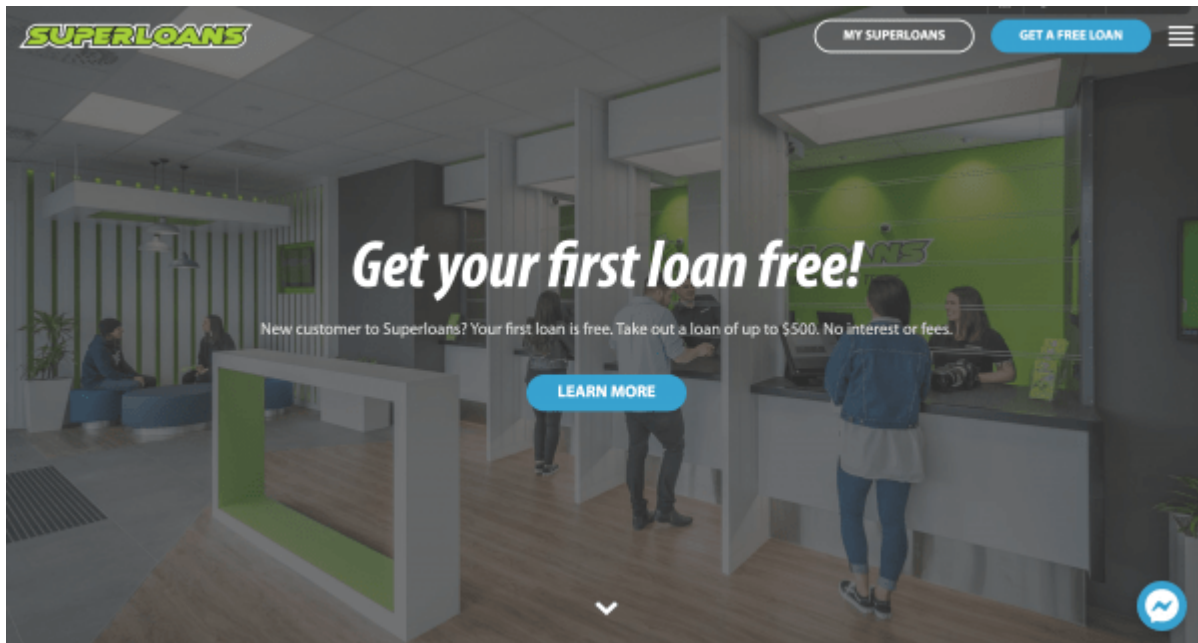 SUPERLOANS
MY SUPERLOANS
GET A FREE LOAN
Get your first loan free!
New customer to Superloans? Your first loan is free. Take out a loan of up to $500. No interest or fees.
LEARN MORE